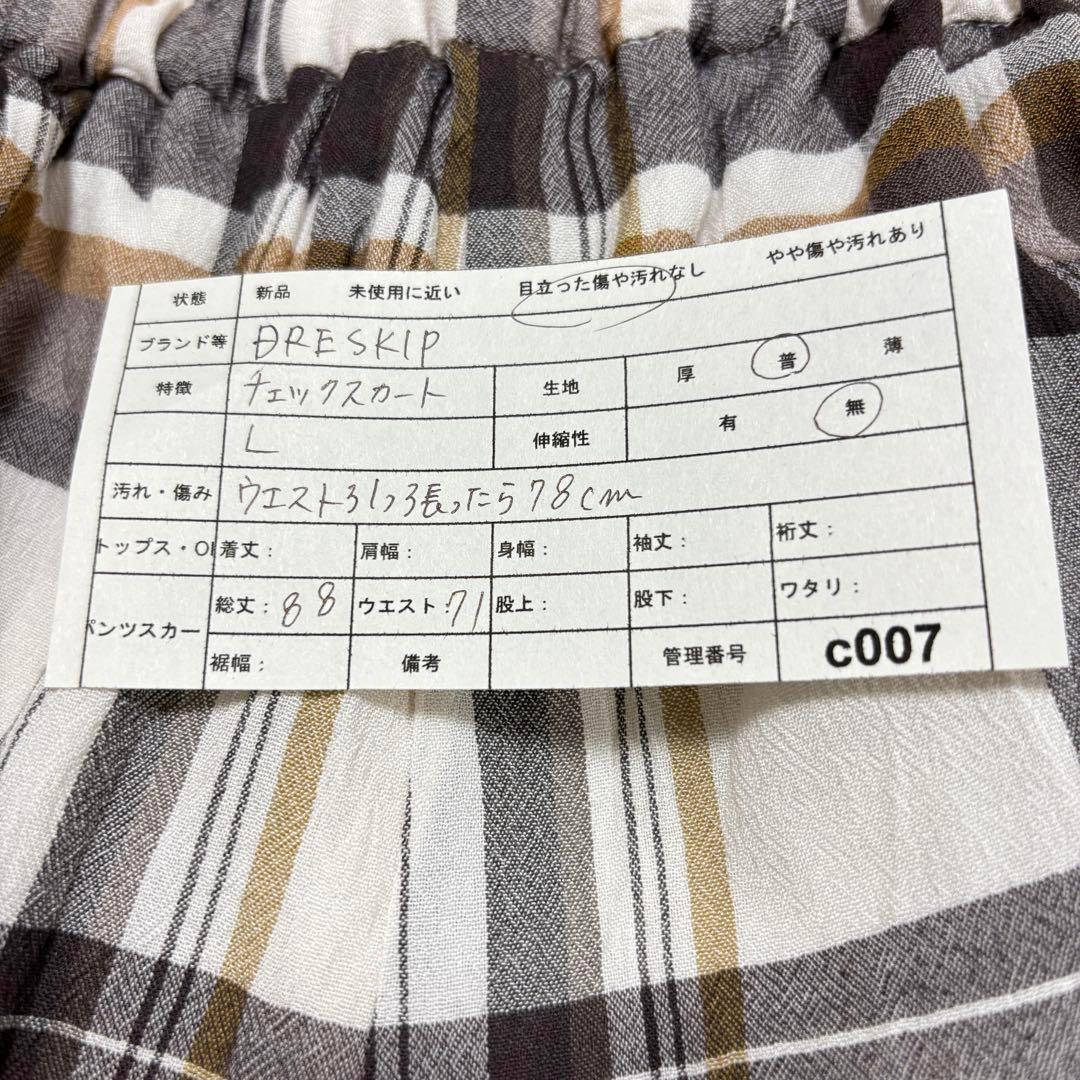 状態 新品 未使用に近い 目立った傷や汚れなし やや傷や汚れあり
ブランド等 DRESKIP
特徴 チェックスカート 生地 厚 普 薄
L 伸縮性 有 無
汚れ・傷み ウエストろ引っ張ったら78cm
トップス・O 着丈： 肩幅： 身幅： 袖丈： 裄丈：
パンツスカー 総丈：88 ウエスト：71 股上： 股下： ワタリ：
裾幅： 備考 管理番号 c007